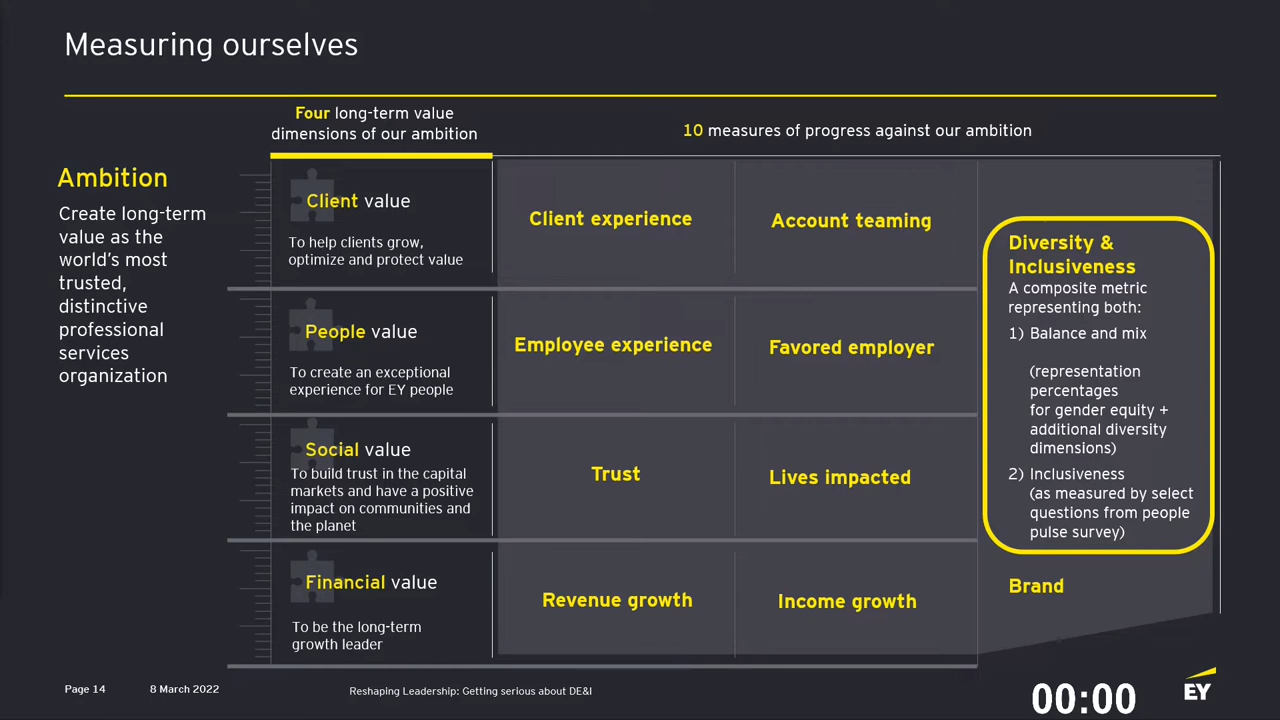 Measuring ourselves
Four long-term value
dimensions of our ambition
10 measures of progress against our ambition
Ambition
Create long-term
value as the
world's most
trusted,
distinctive
professional
services
organization
Client value
To help clients grow,
optimize and protect value
Client experience
Account teaming
People value
To create an exceptional
experience for EY people
Employee experience
Favored employer
Social value
To build trust in the capital
markets and have a positive
impact on communities and
the planet
Trust
Lives impacted
Financial value
To be the long-term
growth leader
Revenue growth
Income growth
Diversity &
Inclusiveness
A composite metric
representing both:
1) Balance and mix
(representation
percentages
for gender equity +
additional diversity
dimensions)
2) Inclusiveness
(as measured by select
questions from people
pulse survey)
Brand
Page 14
8 March 2022
Reshaping Leadership: Getting serious about DE&I
00:00
EY